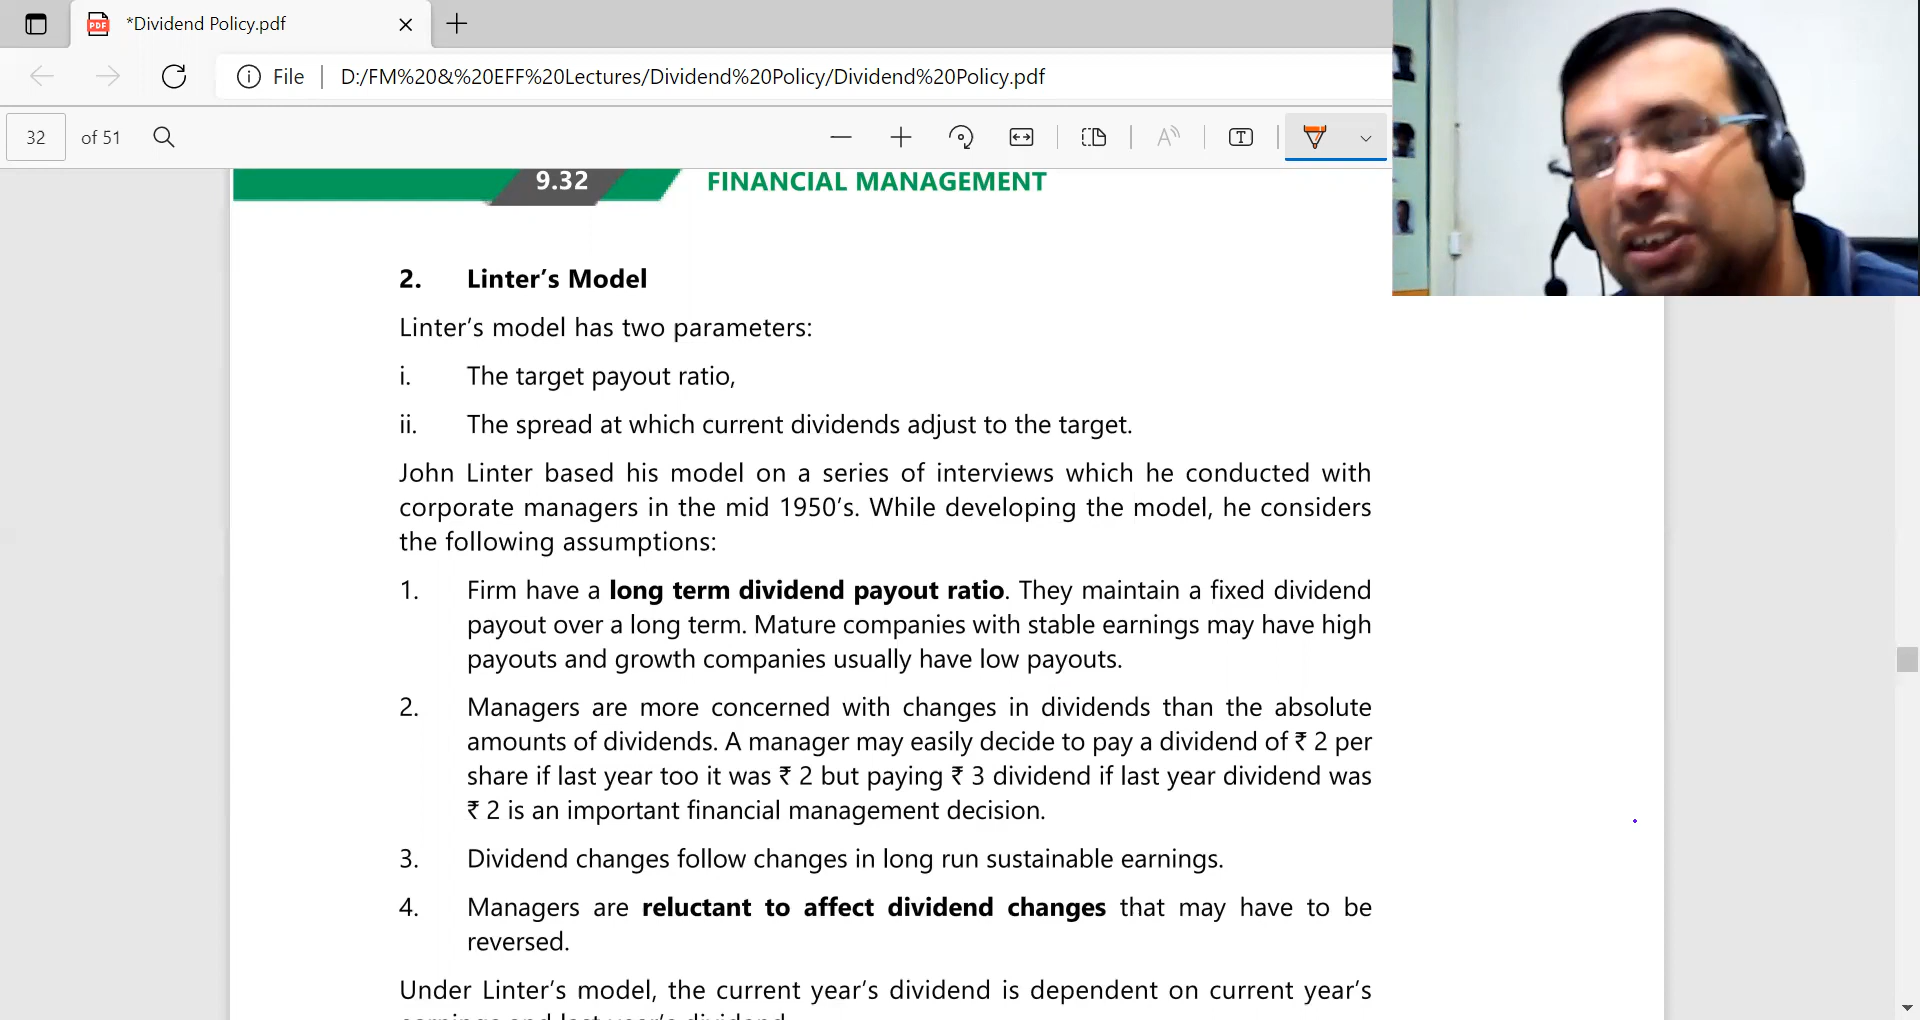 *Dividend Policy.pdf
PDF
File
D:/FM%20&%20EFF%20Lectures/Dividend%20Policy/Dividend%20Policy.pdf
32 of 51
9.32 FINANCIAL MANAGEMENT
2. Linter’s Model
Linter’s model has two parameters:
i. The target payout ratio,
ii. The spread at which current dividends adjust to the target.
John Linter based his model on a series of interviews which he conducted with
corporate managers in the mid 1950’s. While developing the model, he considers
the following assumptions:
1. Firm have a long term dividend payout ratio. They maintain a fixed dividend
payout over a long term. Mature companies with stable earnings may have high
payouts and growth companies usually have low payouts.
2. Managers are more concerned with changes in dividends than the absolute
amounts of dividends. A manager may easily decide to pay a dividend of ₹ 2 per
share if last year too it was ₹ 2 but paying ₹ 3 dividend if last year dividend was
₹ 2 is an important financial management decision.
3. Dividend changes follow changes in long run sustainable earnings.
4. Managers are reluctant to affect dividend changes that may have to be
reversed.
Under Linter’s model, the current year’s dividend is dependent on current year’s
earnings and last year’s dividend